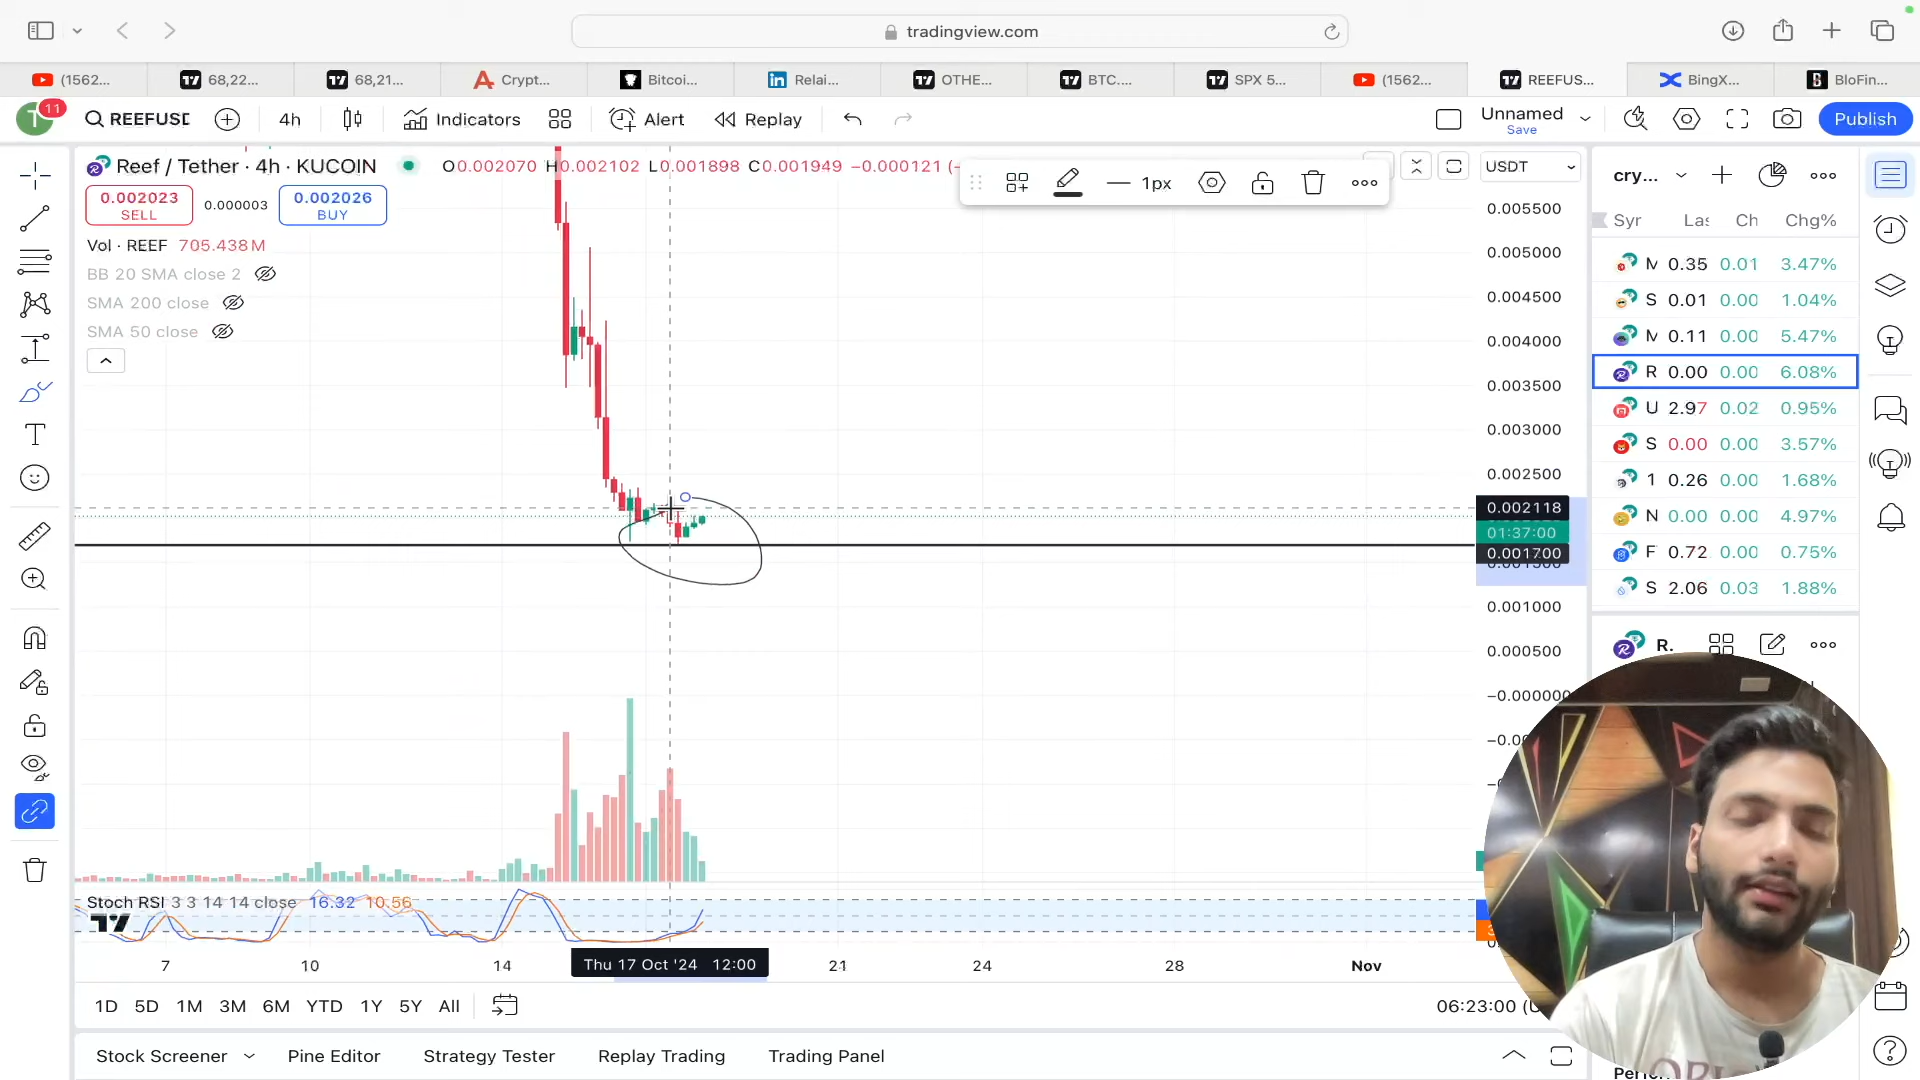 tradingview.com
(1562...
68,22...
68,21...
Crypt...
Bitcoi...
Relai...
OTHE...
BTC....
SPX 5...
(1562...
REEFUS...
BingX...
BloFin...
T 11
REEFUSD
4h
Indicators
Alert
Replay
Unnamed
Save
Publish
Reef / Tether · 4h · KUCOIN
O0.002070 H0.002102 L0.001898 C0.001949 −0.000121 (−
1px
USDT
cry...
0.002023
SELL
0.000003
0.002026
BUY
Vol · REEF 705.438M
BB 20 SMA close 2
SMA 200 close
SMA 50 close
0.005500
0.005000
0.004500
0.004000
0.003500
0.003000
0.002500
0.002118
01:37:00
0.001700
0.001000
0.000500
−0.000000
Chg%
M 0.35 0.01 3.47%
S 0.01 0.00 1.04%
M 0.11 0.00 5.47%
R 0.00 0.00 6.08%
U 2.97 0.02 0.95%
S 0.00 0.00 3.57%
1 0.26 0.00 1.68%
N 0.00 0.00 4.97%
F 0.72 0.00 0.75%
S 2.06 0.03 1.88%
R.
Stoch RSI 3 3 14 14 close 16.32 10.56
7
10
14
Thu 17 Oct '24 12:00
21
24
28
Nov
1D 5D 1M 3M 6M YTD 1Y 5Y All
06:23:00
Stock Screener
Pine Editor
Strategy Tester
Replay Trading
Trading Panel